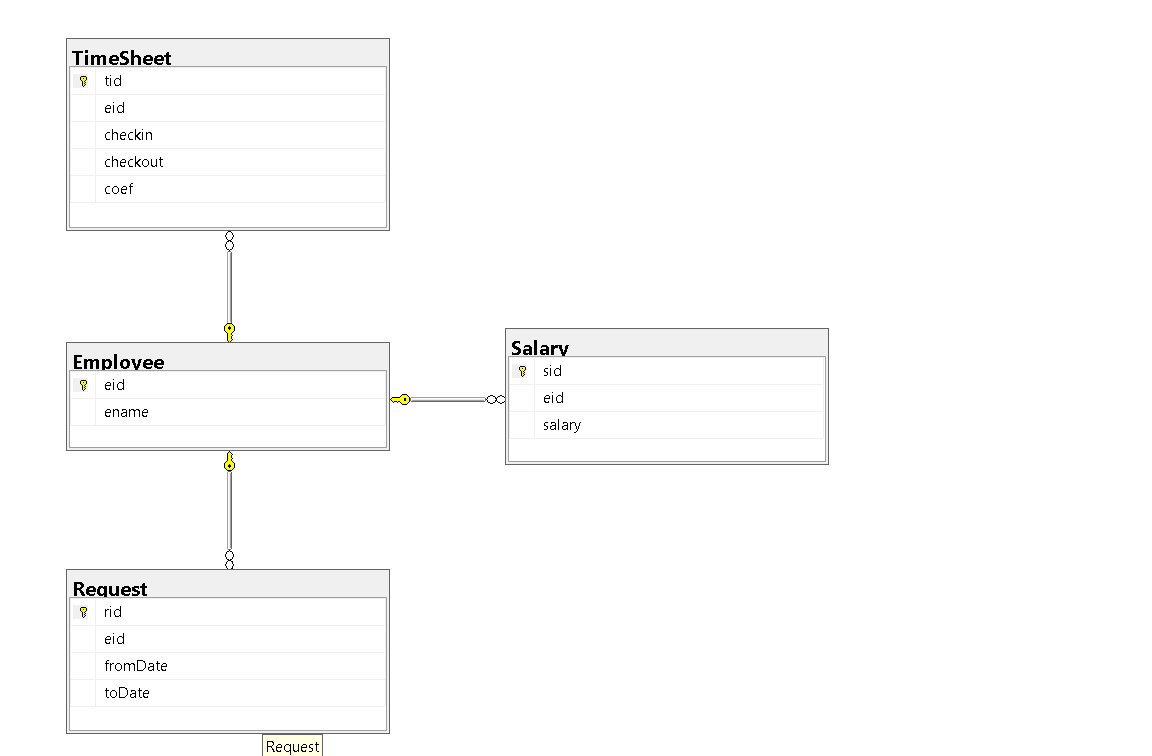 TimeSheet
tid
eid
checkin
checkout
coef
Employee
eid
ename
Salary
sid
eid
salary
Request
rid
eid
fromDate
toDate
Request